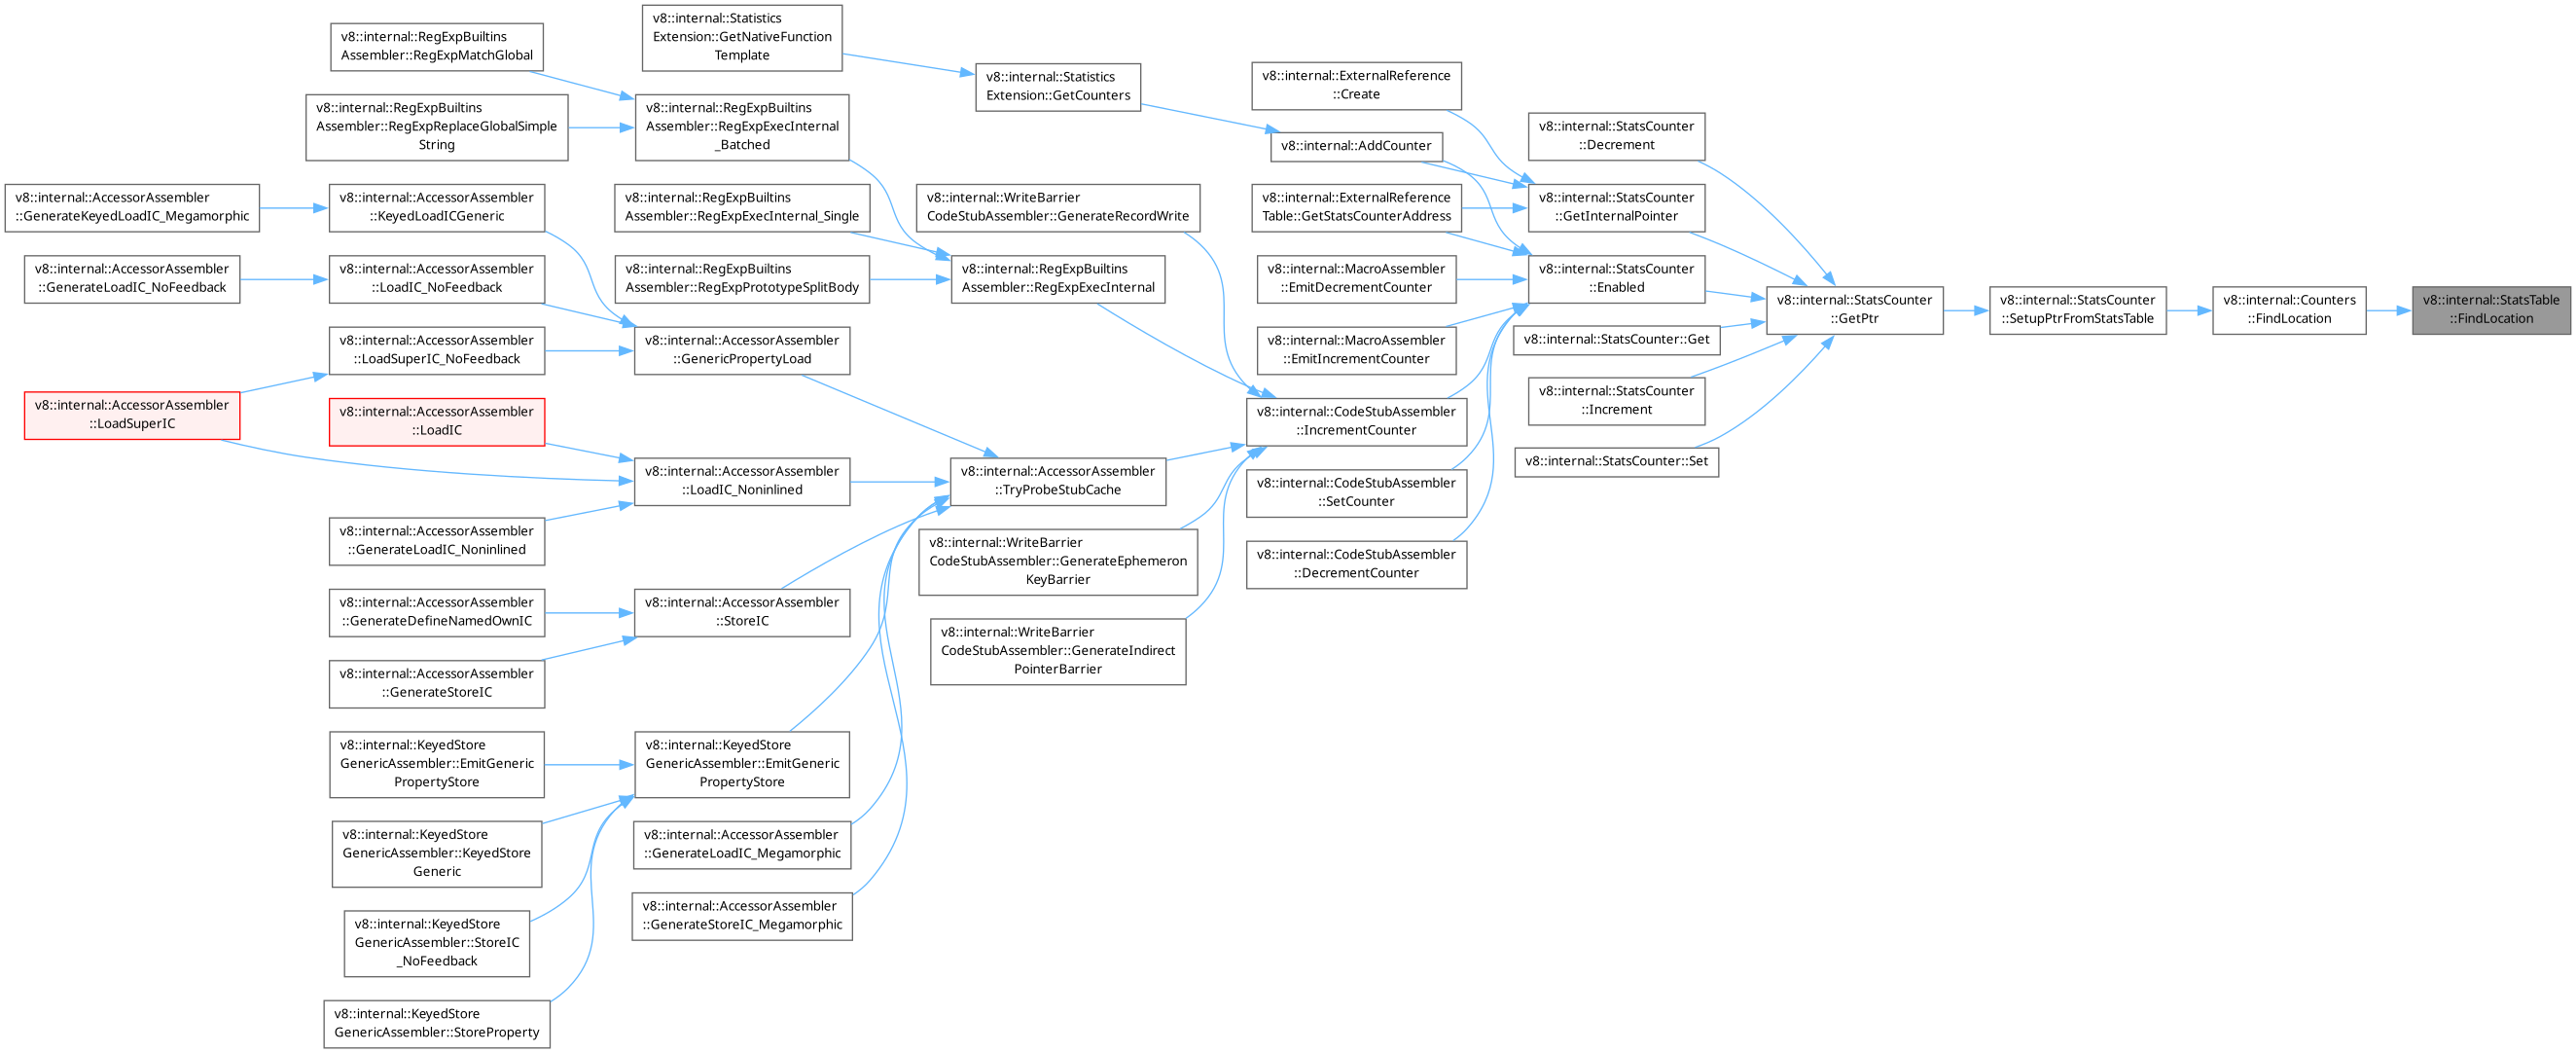 v8::internal::RegExpBuiltins
Assembler::RegExpMatchGlobal
v8::internal::RegExpBuiltins
Assembler::RegExpReplaceGlobalSimple
String
v8::internal::AccessorAssembler
::GenerateKeyedLoadIC_Megamorphic
v8::internal::AccessorAssembler
::KeyedLoadICGeneric
v8::internal::AccessorAssembler
::GenerateLoadIC_NoFeedback
v8::internal::AccessorAssembler
::LoadIC_NoFeedback
v8::internal::AccessorAssembler
::LoadSuperIC_NoFeedback
v8::internal::AccessorAssembler
::LoadSuperIC
v8::internal::AccessorAssembler
::LoadIC
v8::internal::AccessorAssembler
::GenerateLoadIC_Noninlined
v8::internal::AccessorAssembler
::GenerateDefineNamedOwnIC
v8::internal::AccessorAssembler
::GenerateStoreIC
v8::internal::KeyedStore
GenericAssembler::EmitGeneric
PropertyStore
v8::internal::KeyedStore
GenericAssembler::KeyedStore
Generic
v8::internal::KeyedStore
GenericAssembler::StoreIC
_NoFeedback
v8::internal::KeyedStore
GenericAssembler::StoreProperty
v8::internal::Statistics
Extension::GetNativeFunction
Template
v8::internal::RegExpBuiltins
Assembler::RegExpExecInternal
_Batched
v8::internal::RegExpBuiltins
Assembler::RegExpExecInternal_Single
v8::internal::RegExpBuiltins
Assembler::RegExpPrototypeSplitBody
v8::internal::AccessorAssembler
::GenericPropertyLoad
v8::internal::AccessorAssembler
::LoadIC_Noninlined
v8::internal::AccessorAssembler
::StoreIC
v8::internal::KeyedStore
GenericAssembler::EmitGeneric
PropertyStore
v8::internal::AccessorAssembler
::GenerateLoadIC_Megamorphic
v8::internal::AccessorAssembler
::GenerateStoreIC_Megamorphic
v8::internal::Statistics
Extension::GetCounters
v8::internal::WriteBarrier
CodeStubAssembler::GenerateRecordWrite
v8::internal::RegExpBuiltins
Assembler::RegExpExecInternal
v8::internal::AccessorAssembler
::TryProbeStubCache
v8::internal::WriteBarrier
CodeStubAssembler::GenerateEphemeron
KeyBarrier
v8::internal::WriteBarrier
CodeStubAssembler::GenerateIndirect
PointerBarrier
v8::internal::ExternalReference
::Create
v8::internal::AddCounter
v8::internal::ExternalReference
Table::GetStatsCounterAddress
v8::internal::MacroAssembler
::EmitDecrementCounter
v8::internal::MacroAssembler
::EmitIncrementCounter
v8::internal::CodeStubAssembler
::IncrementCounter
v8::internal::CodeStubAssembler
::SetCounter
v8::internal::CodeStubAssembler
::DecrementCounter
v8::internal::StatsCounter
::Decrement
v8::internal::StatsCounter
::GetInternalPointer
v8::internal::StatsCounter
::Enabled
v8::internal::StatsCounter::Get
v8::internal::StatsCounter
::Increment
v8::internal::StatsCounter::Set
v8::internal::StatsCounter
::GetPtr
v8::internal::StatsCounter
::SetupPtrFromStatsTable
v8::internal::Counters
::FindLocation
v8::internal::StatsTable
::FindLocation